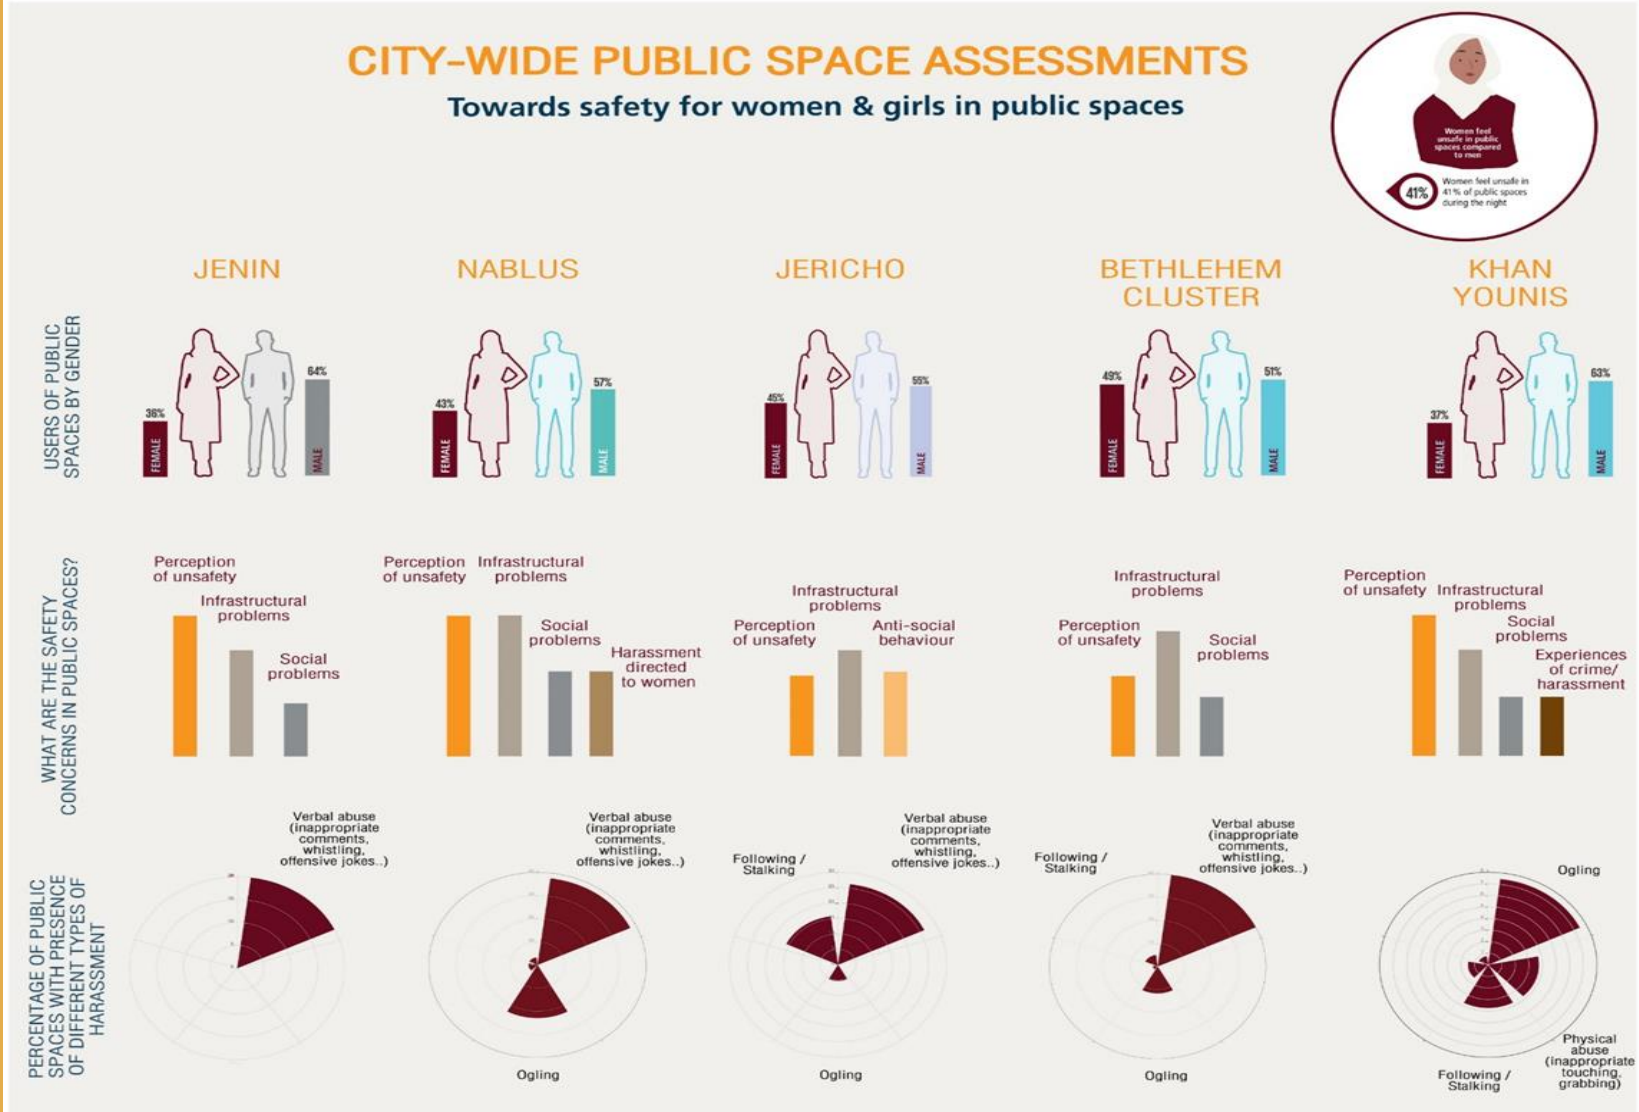 CITY-WIDE PUBLIC SPACE ASSESSMENTS
Towards safety for women & girls in public spaces
Women feel
unsafe in public
spaces compared
to men
41%
Women feel unsafe in
41% of public spaces
during the night
JENIN
NABLUS
JERICHO
BETHLEHEM
CLUSTER
KHAN
YOUNIS
USERS OF PUBLIC
SPACES BY GENDER
36%
FEMALE
64%
MALE
43%
FEMALE
57%
MALE
45%
FEMALE
55%
MALE
49%
FEMALE
51%
MALE
37%
FEMALE
63%
MALE
WHAT ARE THE SAFETY
CONCERNS IN PUBLIC SPACES?
Perception
of unsafety
Infrastructural
problems
Social
problems
Perception
of unsafety
Infrastructural
problems
Social
problems
Harassment
directed
to women
Perception
of unsafety
Infrastructural
problems
Anti-social
behaviour
Perception
of unsafety
Infrastructural
problems
Social
problems
Perception
of unsafety
Infrastructural
problems
Social
problems
Experiences
of crime/
harassment
PERCENTAGE OF PUBLIC
SPACES WITH PRESENCE
OF DIFFERENT TYPES OF
HARASSMENT
Verbal abuse
(inappropriate
comments,
whistling,
offensive jokes..)
Verbal abuse
(inappropriate
comments,
whistling,
offensive jokes..)
Ogling
Following /
Stalking
Verbal abuse
(inappropriate
comments,
whistling,
offensive jokes..)
Ogling
Following /
Stalking
Verbal abuse
(inappropriate
comments,
whistling,
offensive jokes..)
Ogling
Ogling
Following /
Stalking
Physical
abuse
(inappropriate
touching,
grabbing)